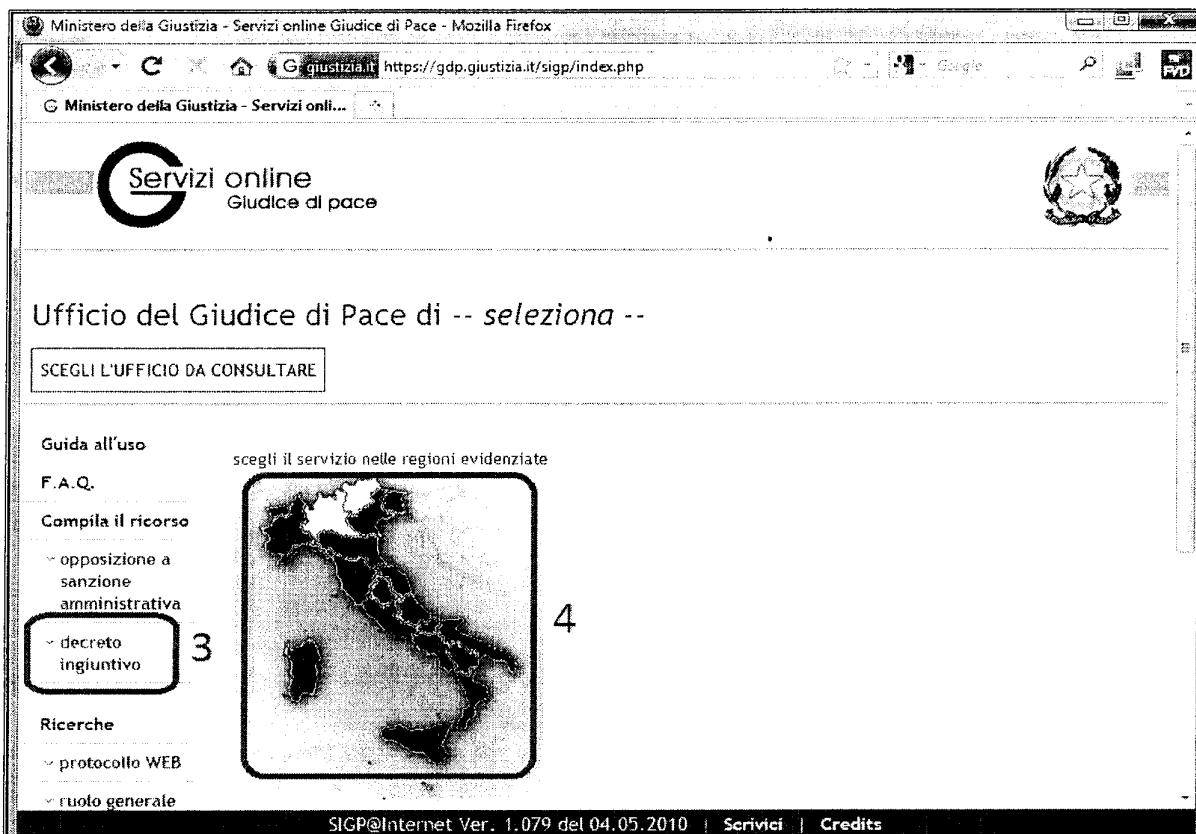 Ministero della Giustizia - Servizi online Giudice di Pace - Mozilla Firefox
giustizia.it https://gdp.giustizia.it/sigp/index.php
Google
FVD
Ministero della Giustizia - Servizi onli...
Servizi online
Giudice di pace
Ufficio del Giudice di Pace di -- seleziona --
SCEGLI L'UFFICIO DA CONSULTARE
Guida all'uso
F.A.Q.
Compila il ricorso
opposizione a
sanzione
amministrativa
decreto
ingiuntivo
3
Ricerche
protocollo WEB
ruolo generale
scegli il servizio nelle regioni evidenziate
4
SIGP@Internet Ver. 1.079 del 04.05.2010 | Scrivici | Credits